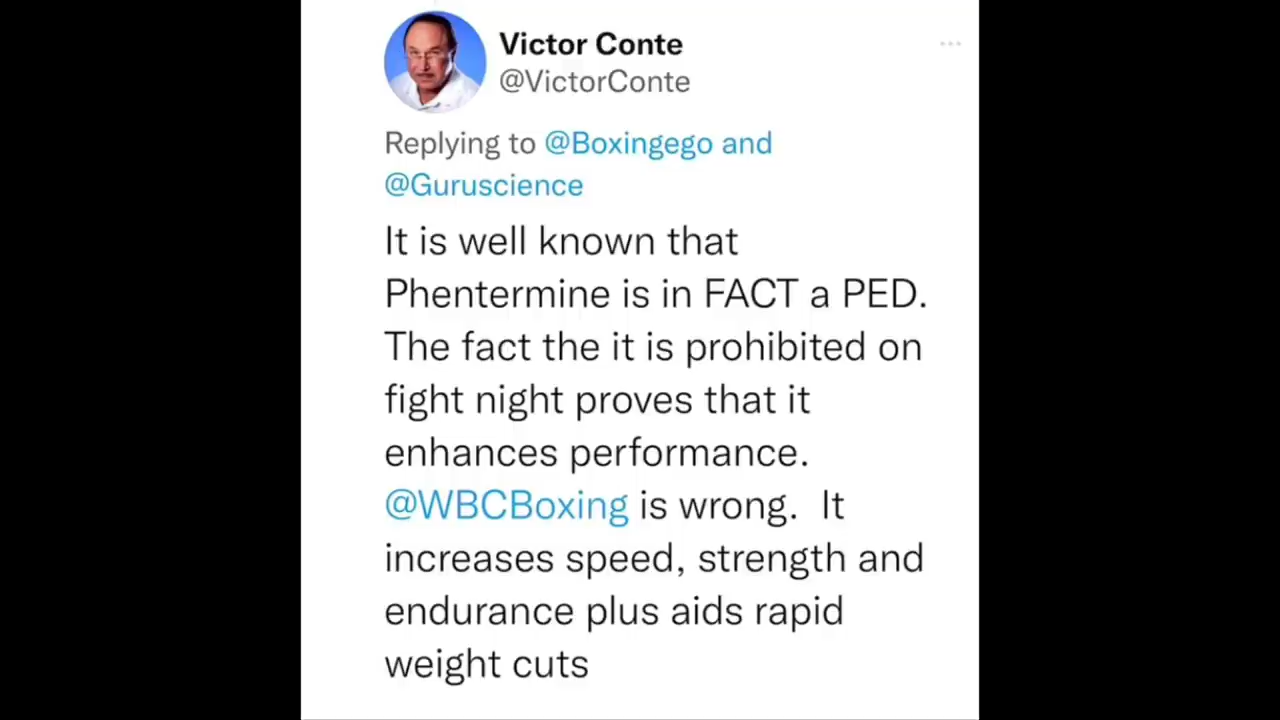 Victor Conte
@VictorConte
Replying to @Boxingego and
@Guruscience
It is well known that
Phentermine is in FACT a PED.
The fact the it is prohibited on
fight night proves that it
enhances performance.
@WBCBoxing is wrong.  It
increases speed, strength and
endurance plus aids rapid
weight cuts